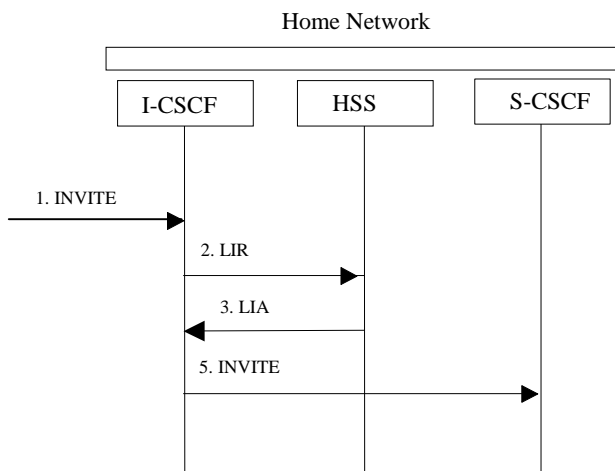 Home Network
I-CSCF
HSS
S-CSCF
1. INVITE
2. LIR
3. LIA
5. INVITE